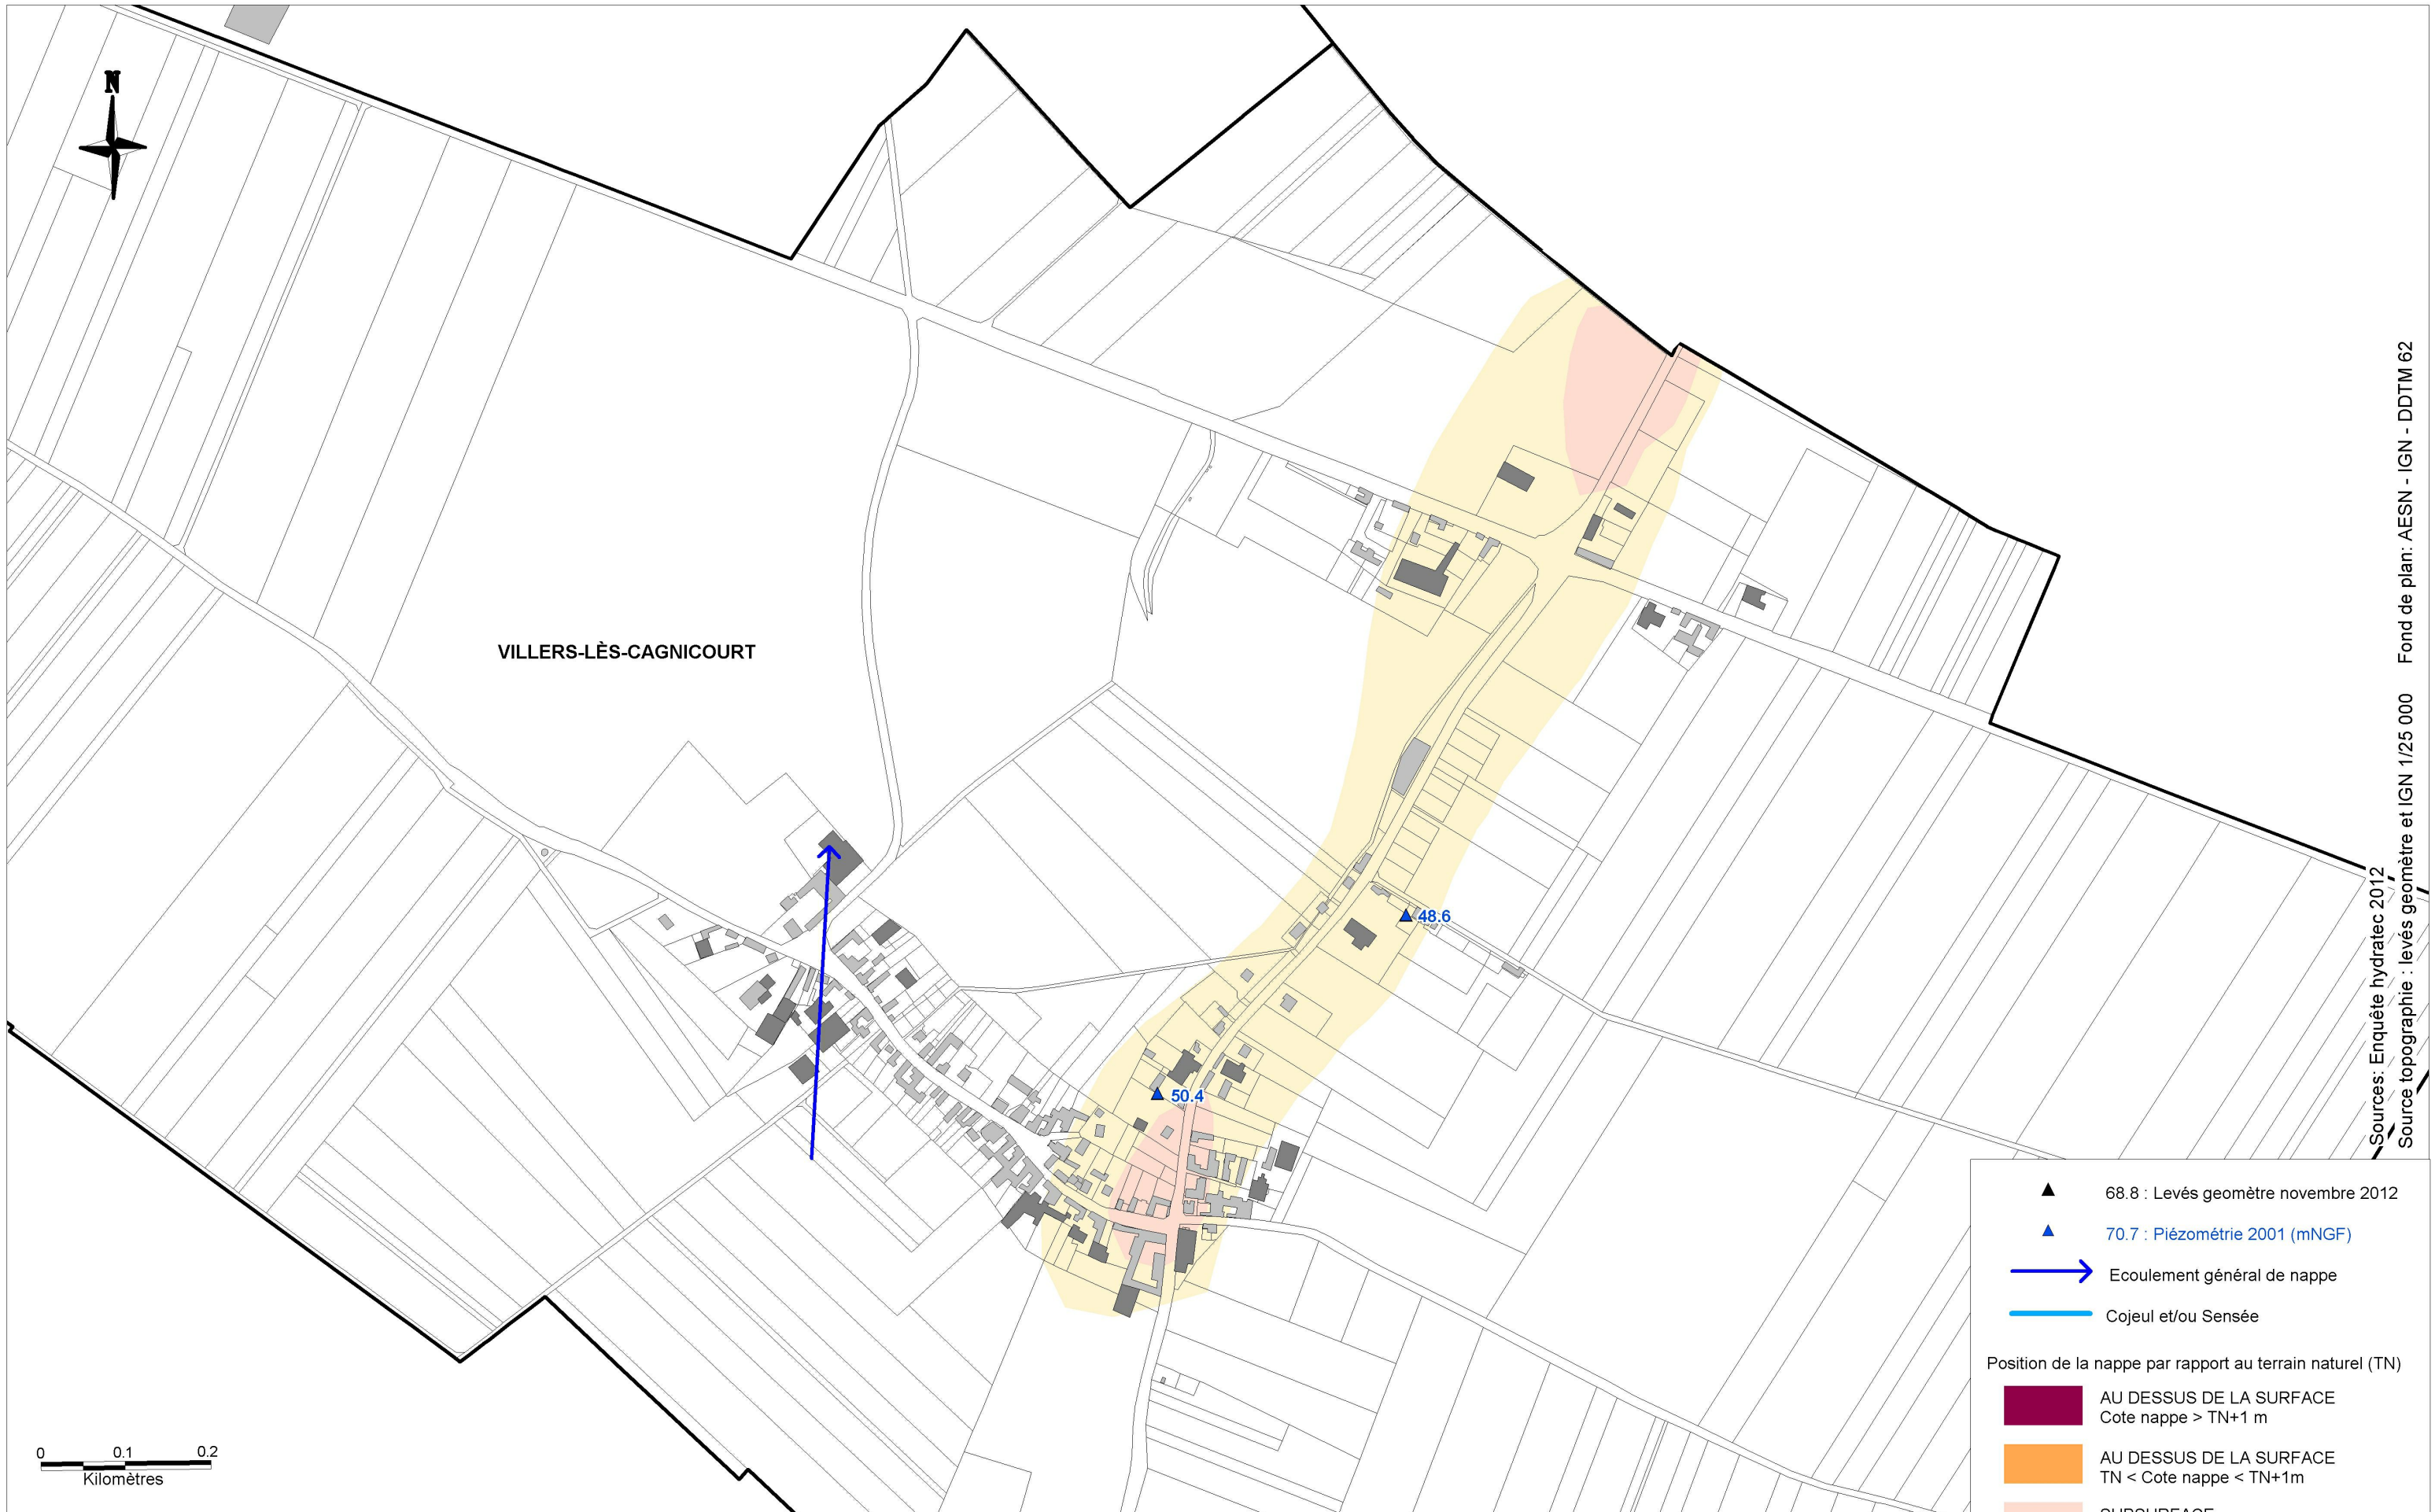 N
VILLERS-LÈS-CAGNICOURT
48.6
50.4
0 0.1 0.2
Kilomètres
Sources: Enquête hydratec 2012
Source topographie : levés geomètre et IGN 1/25 000 Fond de plan: AESN - IGN - DDTM 62
68.8 : Levés geomètre novembre 2012
70.7 : Piézométrie 2001 (mNGF)
Ecoulement général de nappe
Cojeul et/ou Sensée
Position de la nappe par rapport au terrain naturel (TN)
AU DESSUS DE LA SURFACE
Cote nappe > TN+1 m
AU DESSUS DE LA SURFACE
TN < Cote nappe < TN+1m